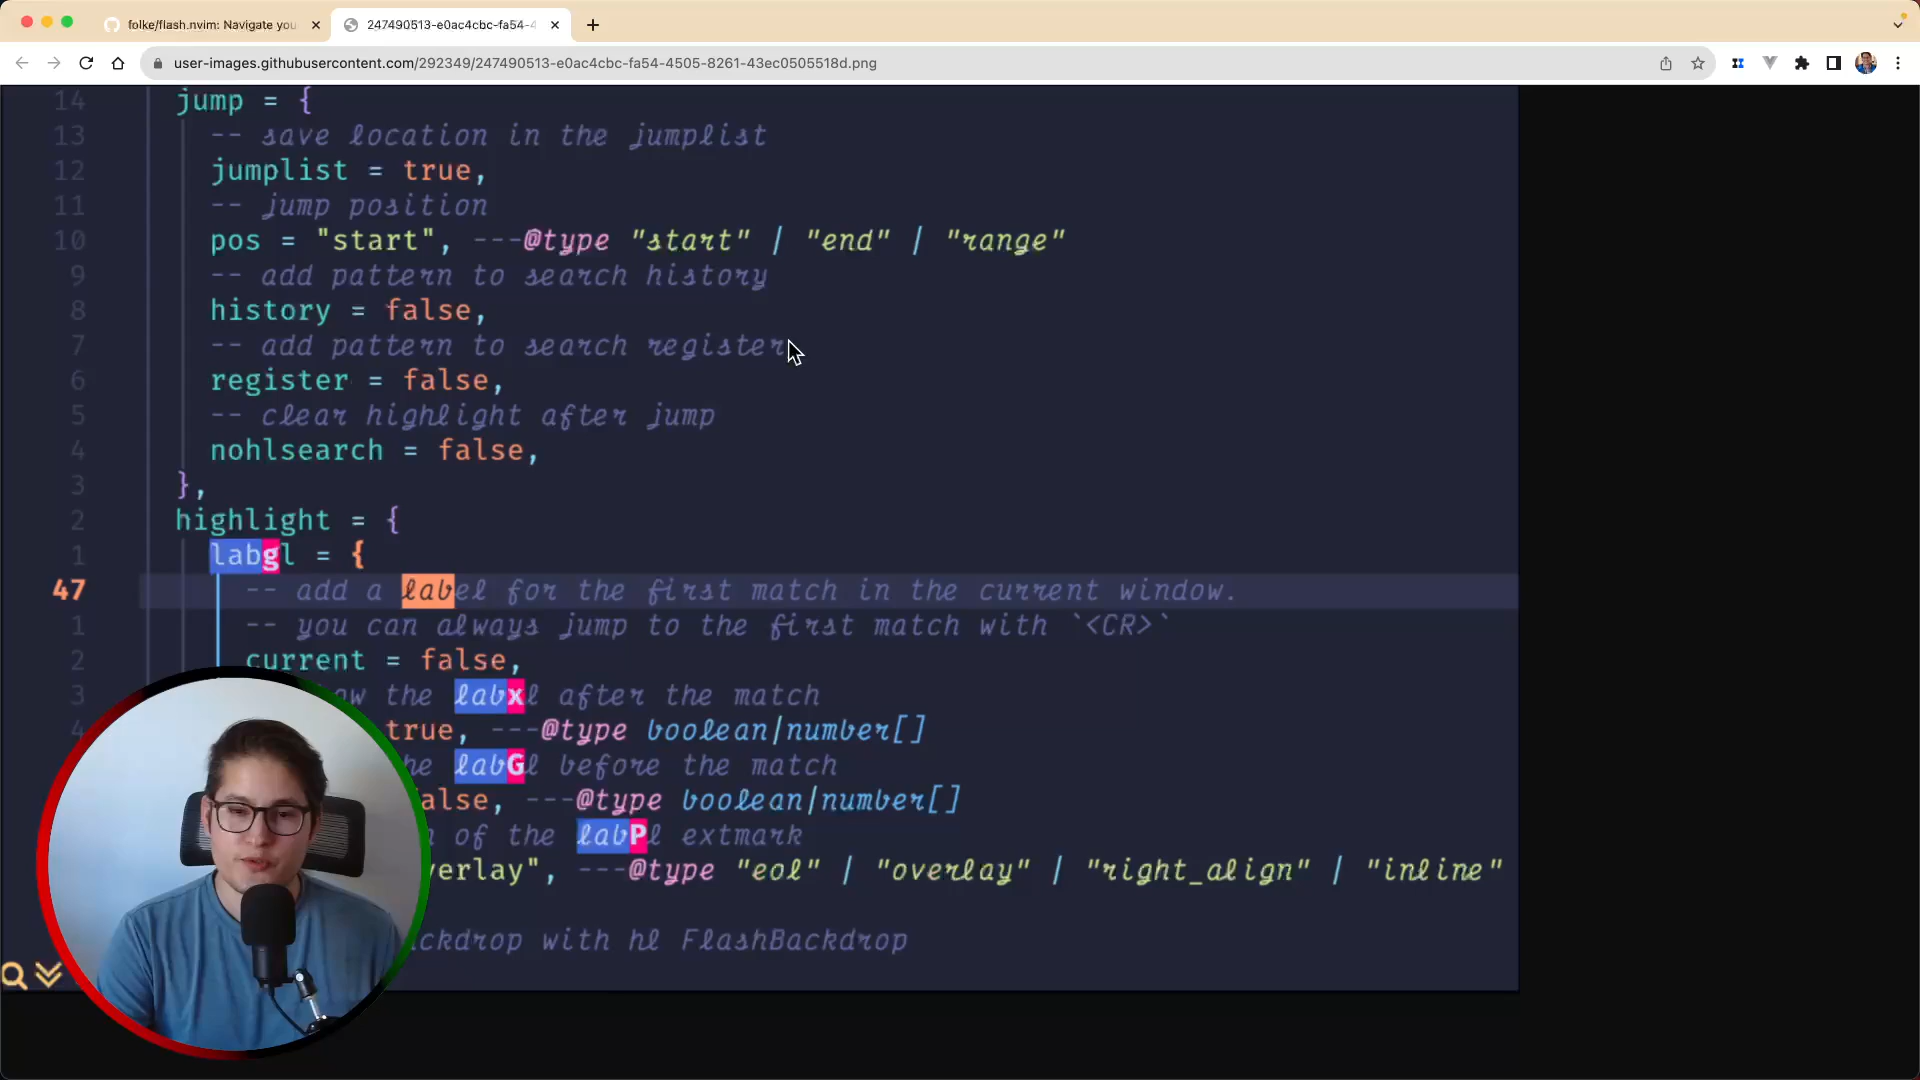 folke/flash.nvim: Navigate you
247490513-e0ac4cbc-fa54-4
user-images.githubusercontent.com/292349/247490513-e0ac4cbc-fa54-4505-8261-43ec0505518d.png
14 jump = {
13 -- save location in the jumplist
12 jumplist = true,
11 -- jump position
10 pos = "start", ---@type "start" | "end" | "range"
9 -- add pattern to search history
8 history = false,
7 -- add pattern to search register
6 register = false,
5 -- clear highlight after jump
4 nohlsearch = false,
3 },
2 highlight = {
1 labgl = {
47 -- add a label for the first match in the current window.
1 -- you can always jump to the first match with `<CR>`
2 current = false,
3 ow the labxl after the match
4 true, ---@type boolean|number[]
he labGl before the match
alse, ---@type boolean|number[]
n of the labPl extmark
verlay", ---@type "eol" | "overlay" | "right_align" | "inline"
ckdrop with hl FlashBackdrop